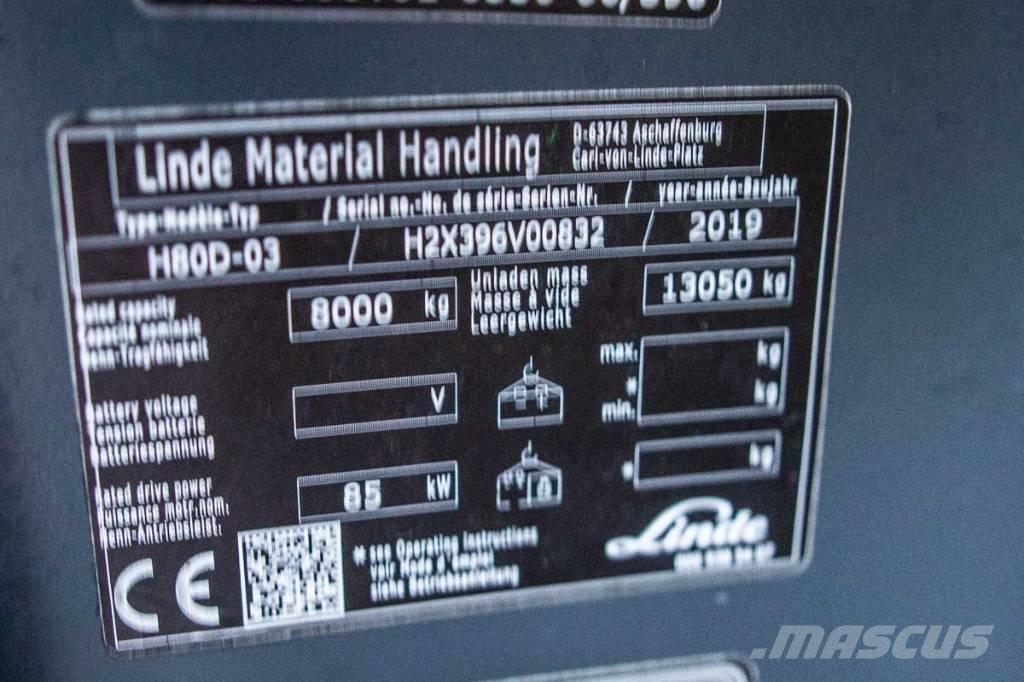 Linde Material Handling
D-63743 Aschaffenburg
Carl-von-Linde-Platz
Type-Modèle-Typ / Serial no.-No. de série-Serien-Nr. / year-année-Baujahr
H80D-03 / H2X396V00832 / 2019
Rated capacity
Capacité nominale
Nenn-Tragfähigkeit
8000 kg
Unladen mass
Masse à vide
Leergewicht
13050 kg
Battery voltage
Tension batterie
Batteriespannung
V
max. kg
*
min. kg
Rated drive power
Puissance motr.nom.
Nenn-Antriebsleist.
85 kW
* kg
CE
* see Operating instructions
voir Mode d'emploi
siehe Betriebsanleitung
Linde
MASCUS